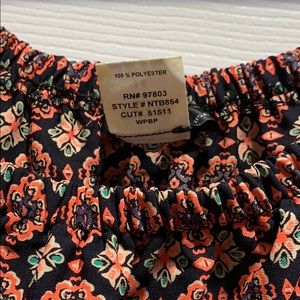 100 % POLYESTER
RN# 97803
STYLE # NTB854
CUT# 51511
WPBP